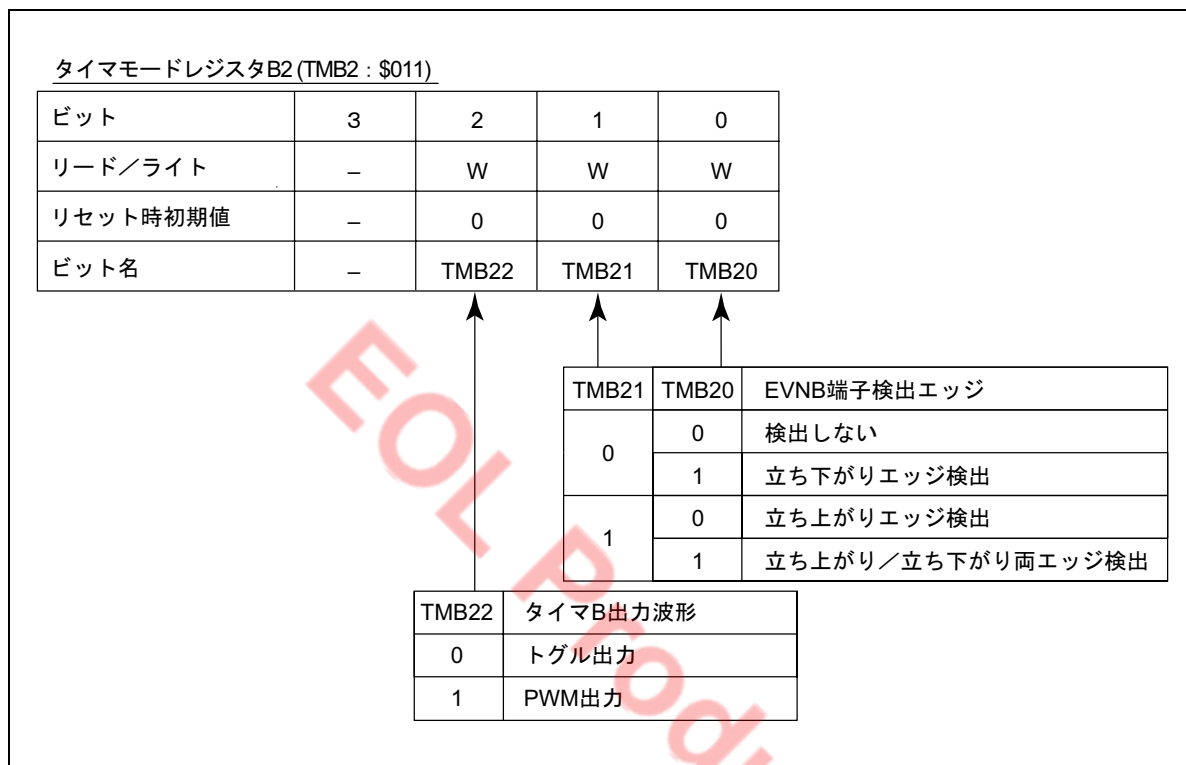 タイマモードレジスタB2 (TMB2：$011)
ビット 3 2 1 0
リード／ライト – W W W
リセット時初期値 – 0 0 0
ビット名 – TMB22 TMB21 TMB20
TMB21 TMB20 EVNB端子検出エッジ
0 0 検出しない
1 立ち下がりエッジ検出
1 0 立ち上がりエッジ検出
1 立ち上がり／立ち下がり両エッジ検出
TMB22 タイマB出力波形
0 トグル出力
1 PWM出力
EOL Produ